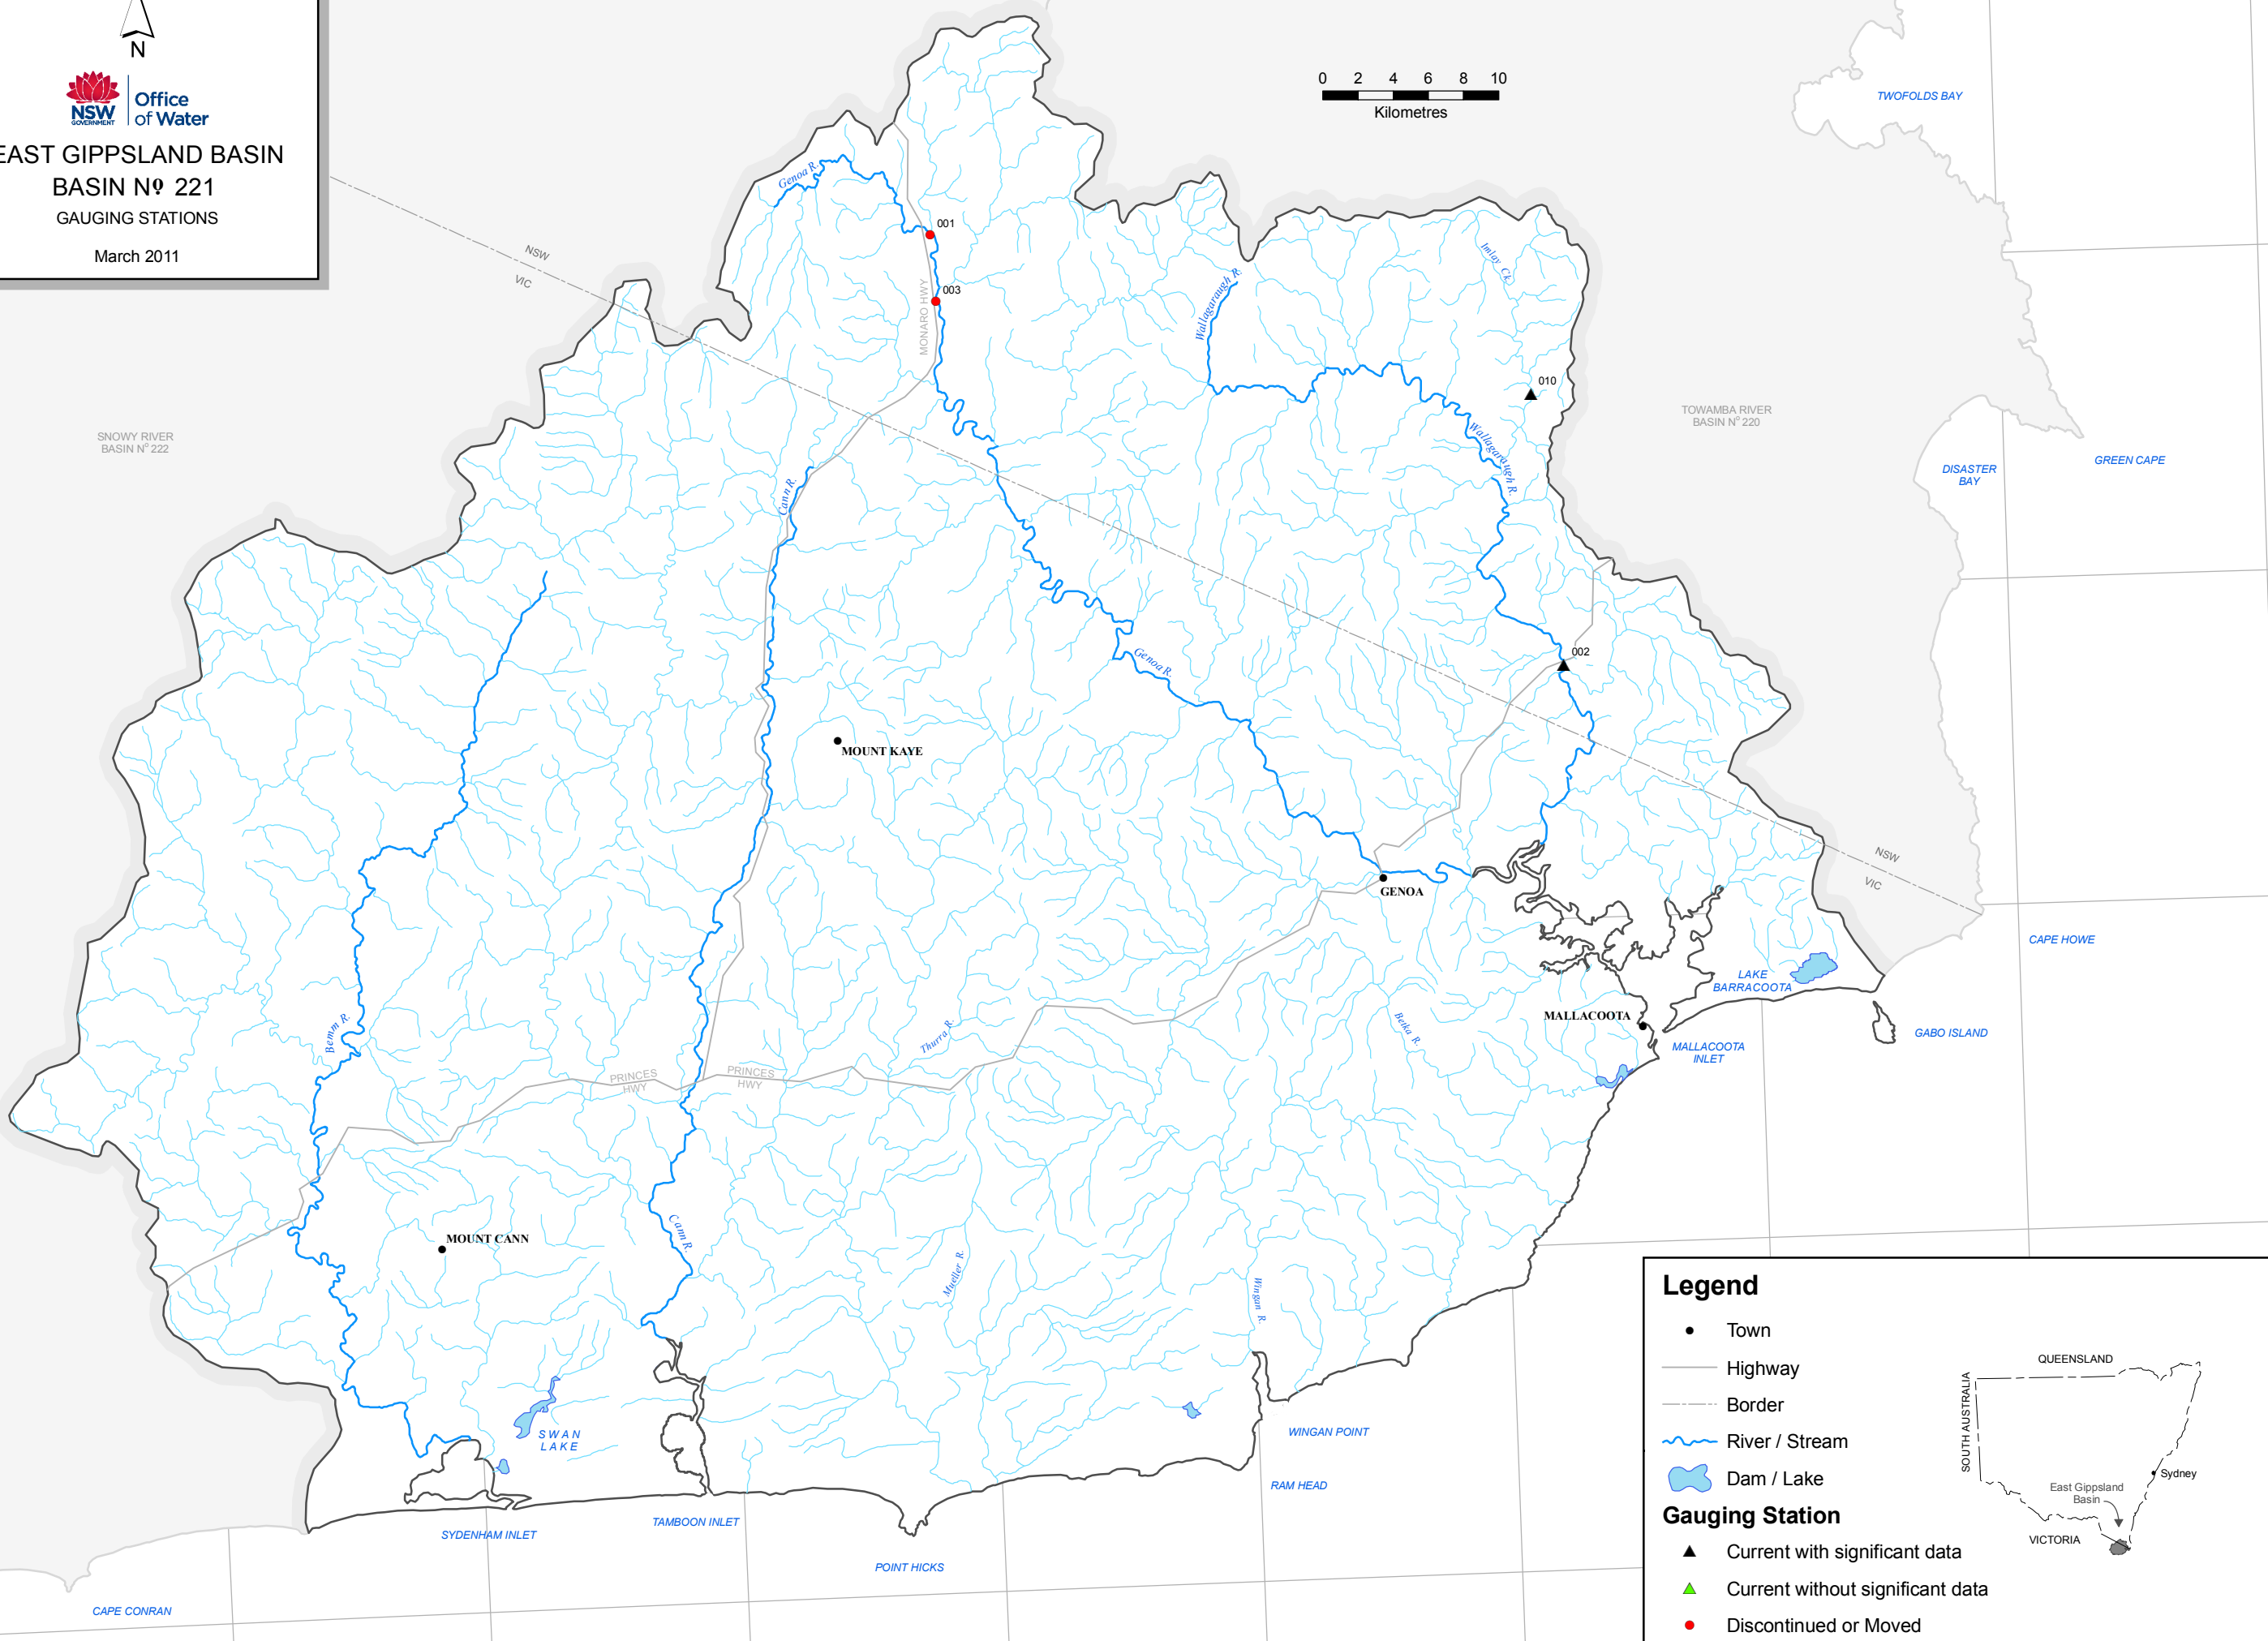 N
NSW
GOVERNMENT
Office
of Water
EAST GIPPSLAND BASIN
BASIN Nº 221
GAUGING STATIONS
March 2011
0 2 4 6 8 10
Kilometres
TWOFOLDS BAY
Genoa R.
001
003
MONARO HWY
NSW
VIC
Wallagaraugh R.
Imlay Ck.
010
SNOWY RIVER
BASIN Nº 222
TOWAMBA RIVER
BASIN Nº 220
Wallagaraugh R.
DISASTER
BAY
GREEN CAPE
Cann R.
Genoa R.
002
MOUNT KAYE
NSW
VIC
GENOA
CAPE HOWE
LAKE
BARRACOOTA
MALLACOOTA
MALLACOOTA
INLET
GABO ISLAND
Bemm R.
Thurra R.
Betka R.
PRINCES
HWY
PRINCES
HWY
MOUNT CANN
Cann R.
Mueller R.
Wingan R.
SWAN
LAKE
WINGAN POINT
RAM HEAD
SYDENHAM INLET
TAMBOON INLET
POINT HICKS
CAPE CONRAN
Legend
Town
Highway
Border
River / Stream
Dam / Lake
Gauging Station
Current with significant data
Current without significant data
Discontinued or Moved
QUEENSLAND
SOUTH AUSTRALIA
Sydney
East Gippsland
Basin
VICTORIA